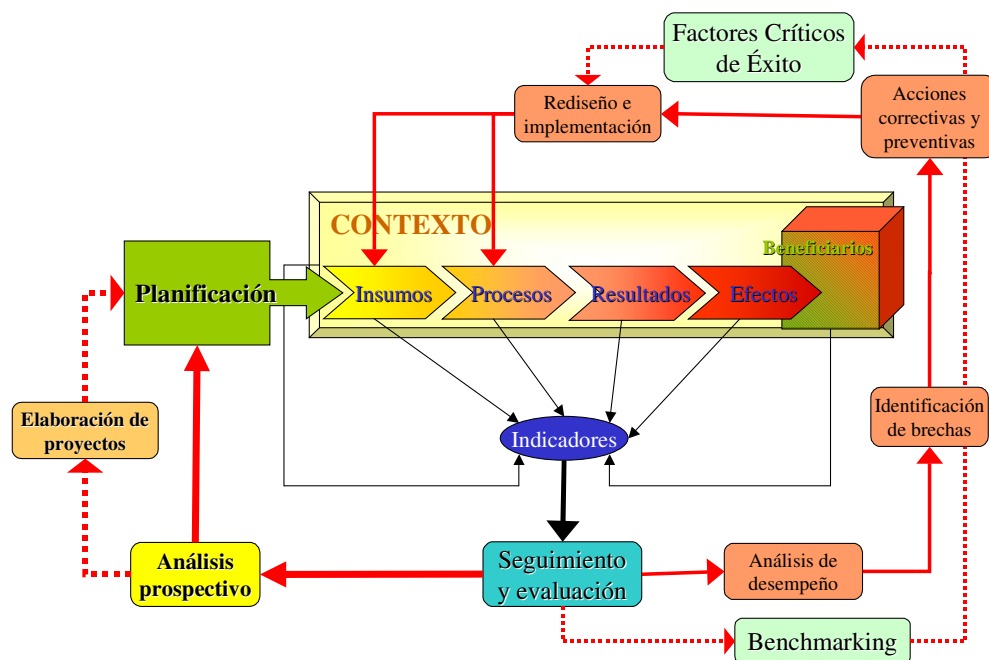 Factores Críticos
de Éxito
Rediseño e
implementación
Acciones
correctivas y
preventivas
CONTEXTO
Beneficiarios
Planificación
Insumos
Procesos
Resultados
Efectos
Elaboración de
proyectos
Identificación
de brechas
Indicadores
Análisis
prospectivo
Seguimiento
y evaluación
Análisis de
desempeño
Benchmarking